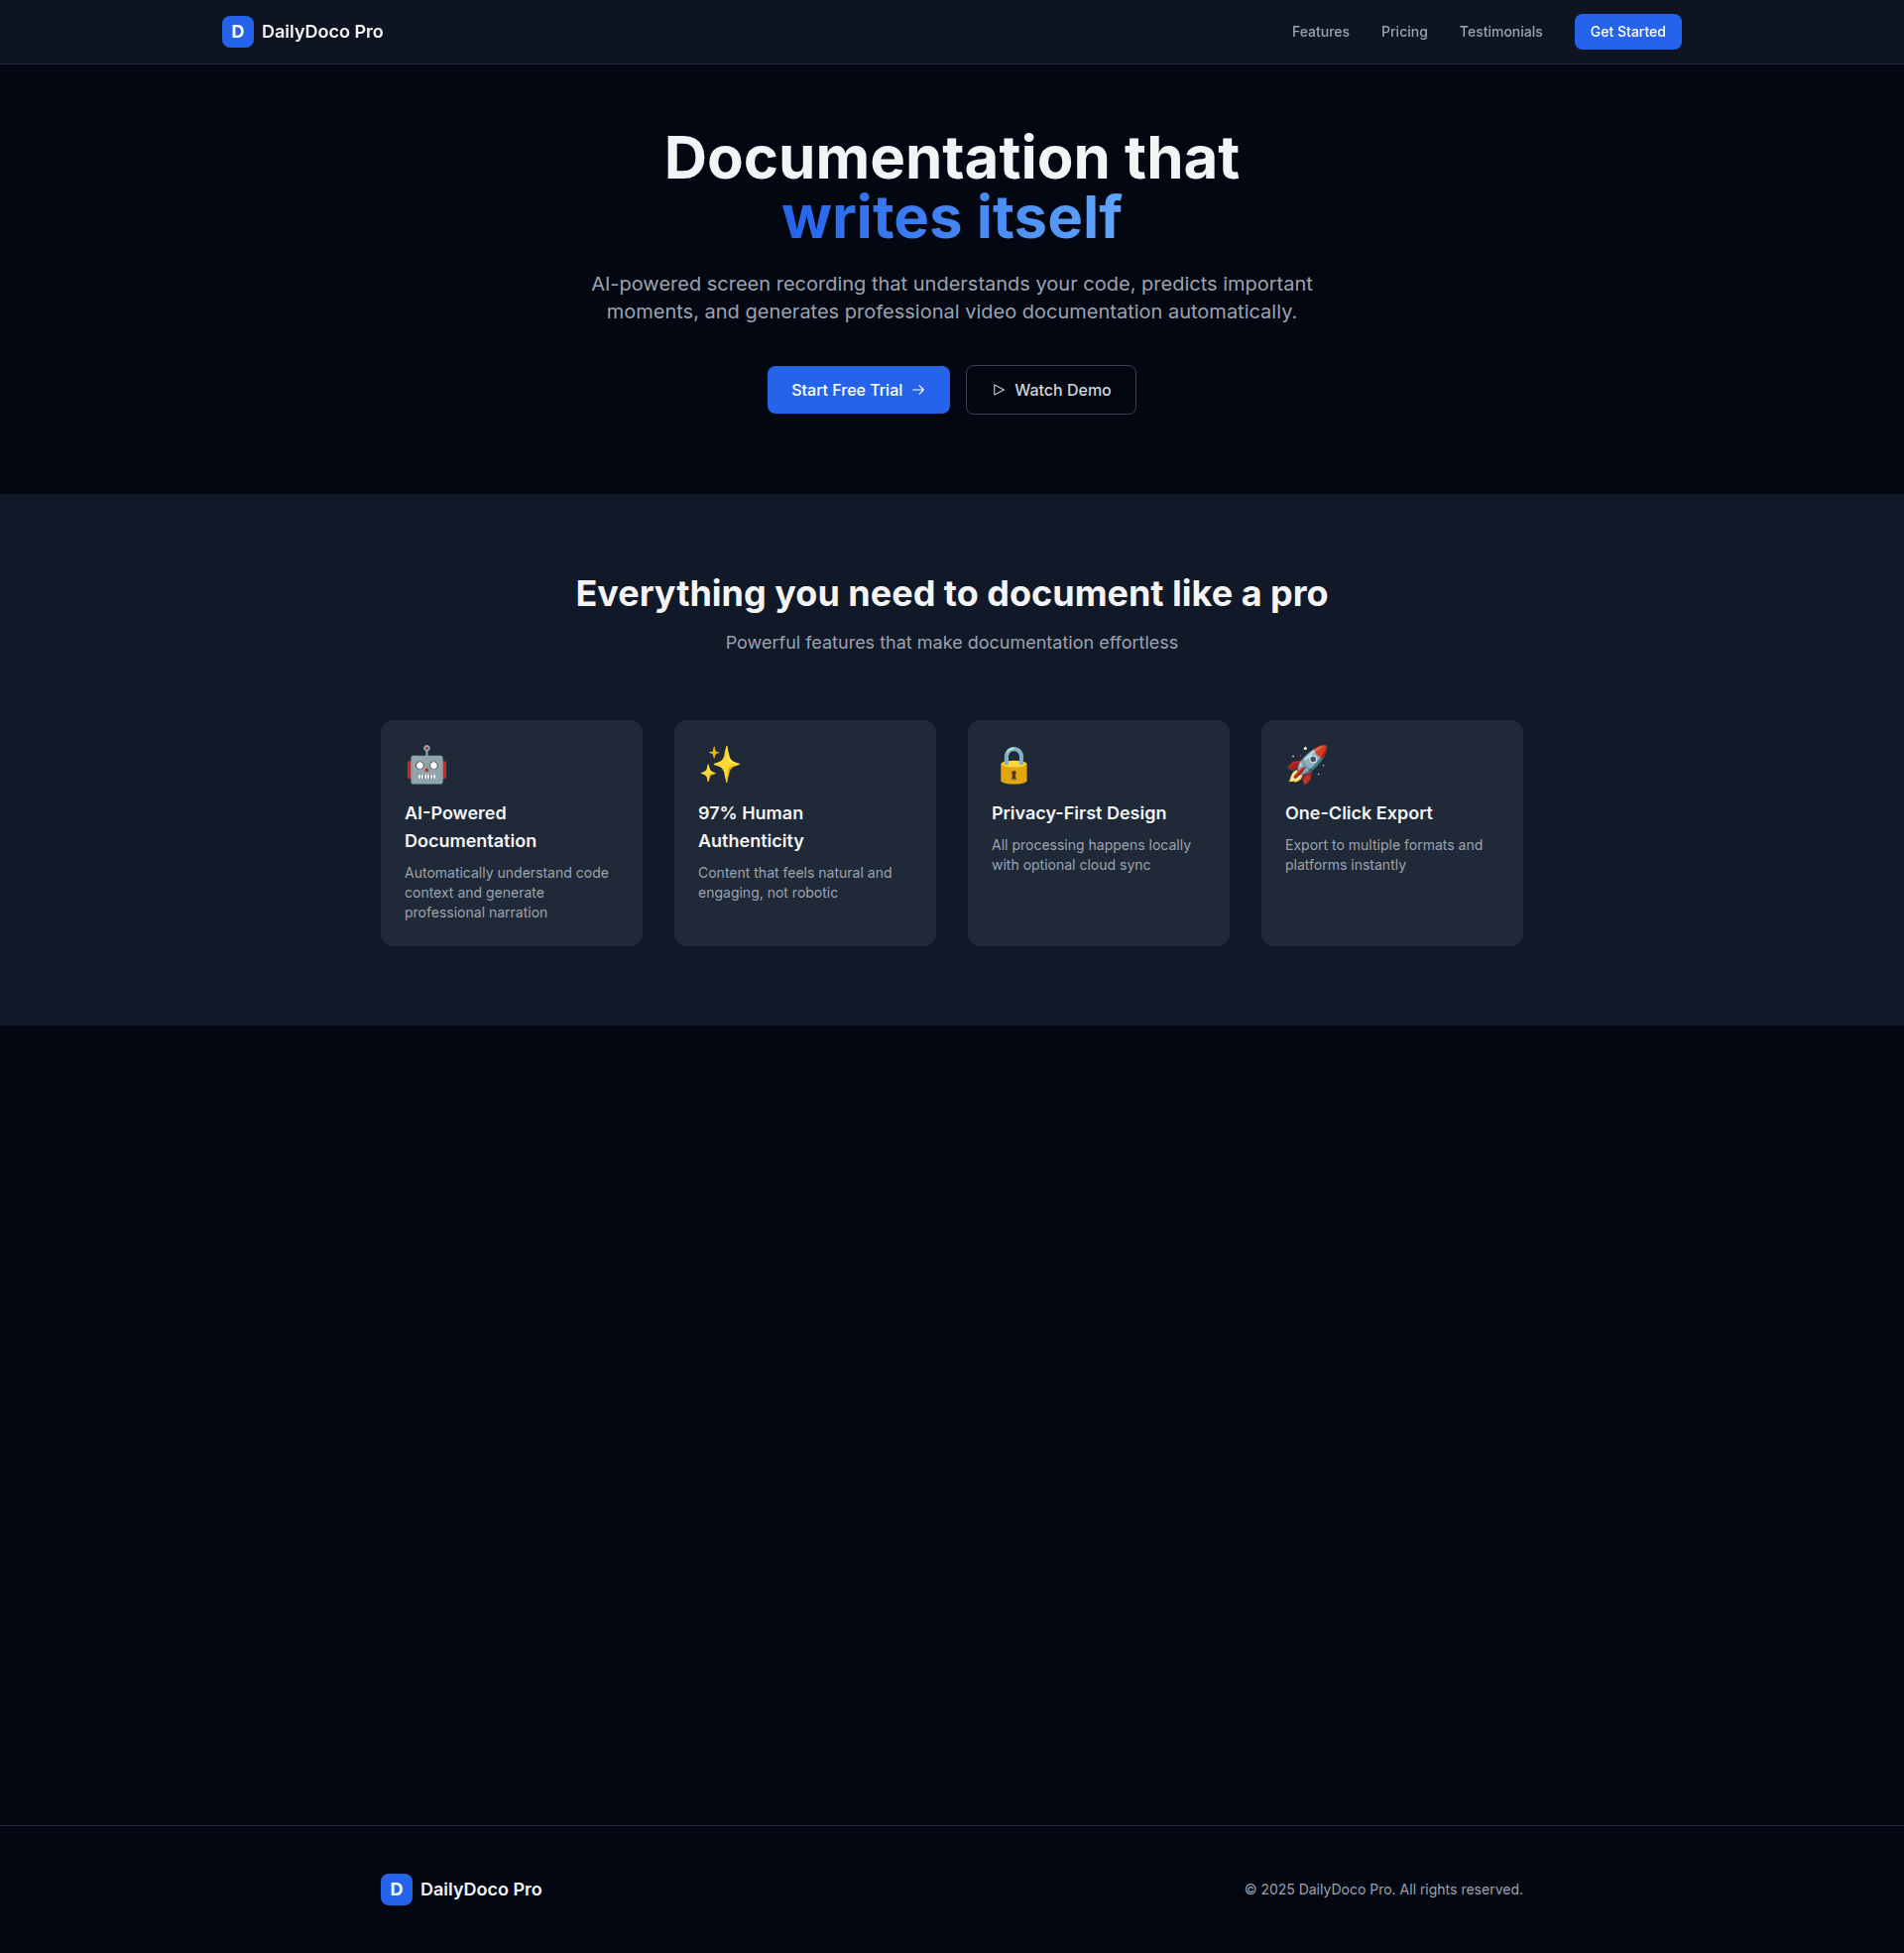 D DailyDoco Pro
Features Pricing Testimonials Get Started
Documentation that
writes itself
AI-powered screen recording that understands your code, predicts important
moments, and generates professional video documentation automatically.
Start Free Trial →
Watch Demo
Everything you need to document like a pro
Powerful features that make documentation effortless
AI-Powered
Documentation
Automatically understand code
context and generate
professional narration
97% Human
Authenticity
Content that feels natural and
engaging, not robotic
Privacy-First Design
All processing happens locally
with optional cloud sync
One-Click Export
Export to multiple formats and
platforms instantly
D DailyDoco Pro
© 2025 DailyDoco Pro. All rights reserved.